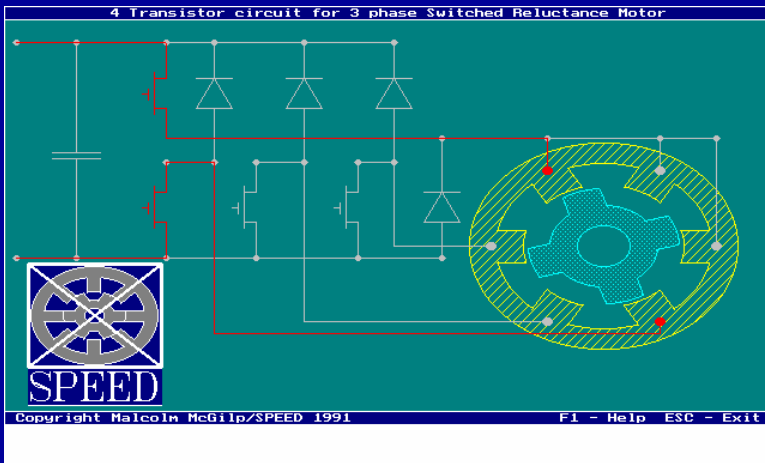 4 Transistor circuit for 3 phase Switched Reluctance Motor
SPEED
Copyright Malcolm McGilp/SPEED 1991 F1 - Help ESC - Exit